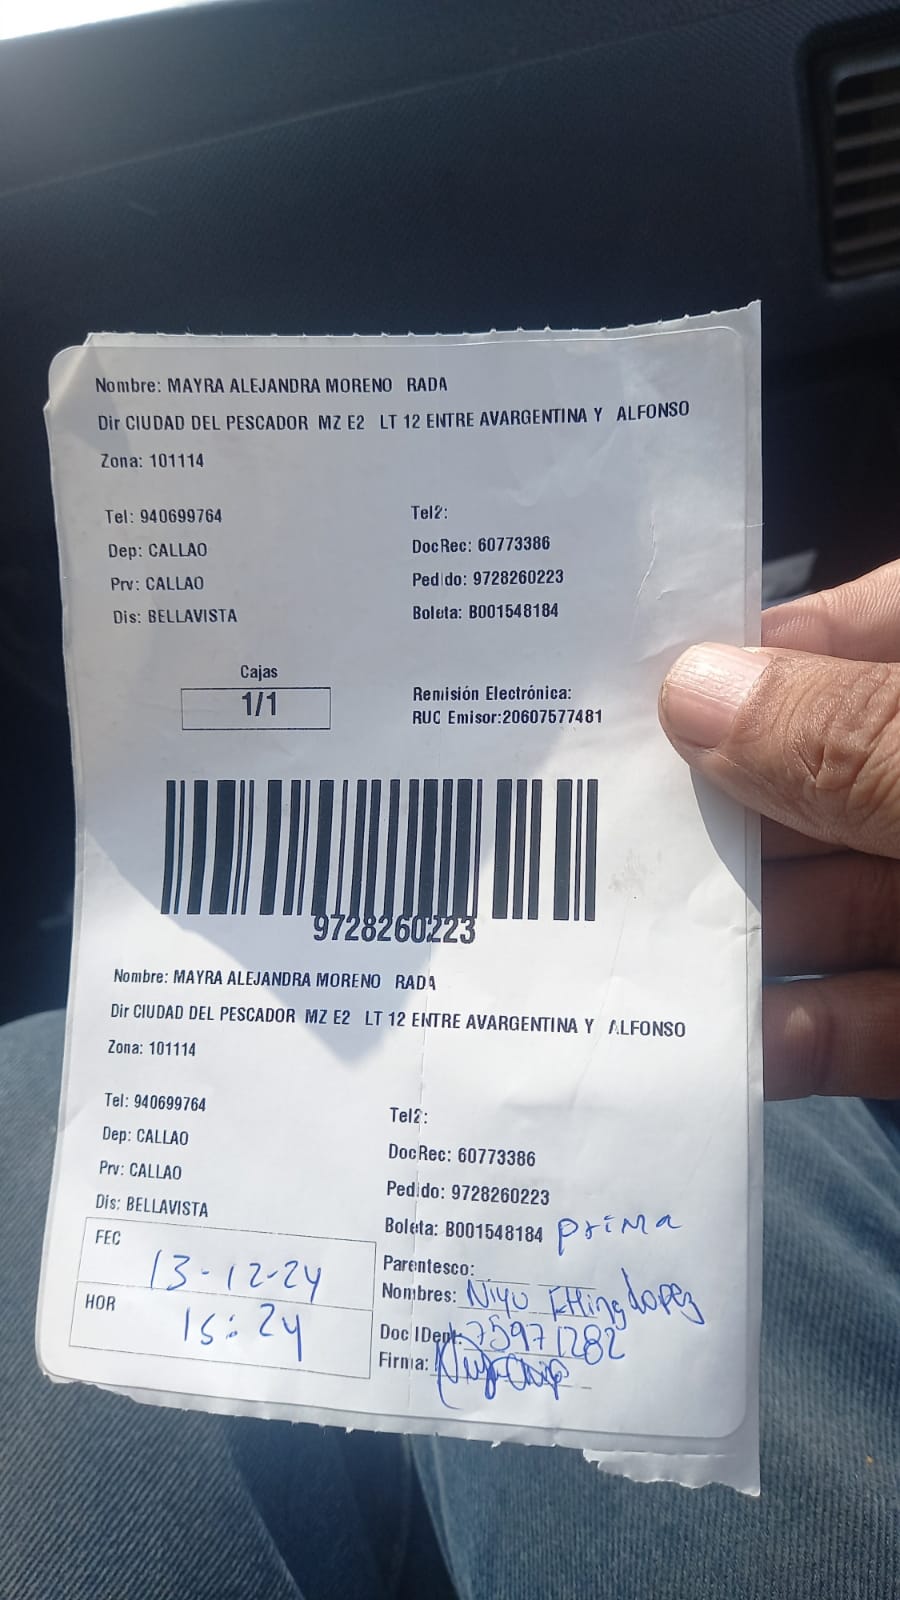 Nombre: MAYRA ALEJANDRA MORENO RADA
Dir CIUDAD DEL PESCADOR MZ E2 LT 12 ENTRE AVARGENTINA Y ALFONSO
Zona: 101114
Tel: 940699764 Tel2:
Dep: CALLAO DocRec: 60773386
Prv: CALLAO Pedido: 9728260223
Dis: BELLAVISTA Boleta: B001548184
Cajas
1/1
Remisión Electrónica:
RUC Emisor:20607577481
9728260223
Nombre: MAYRA ALEJANDRA MORENO RADA
Dir CIUDAD DEL PESCADOR MZ E2 LT 12 ENTRE AVARGENTINA Y ALFONSO
Zona: 101114
Tel: 940699764 Tel2:
Dep: CALLAO DocRec: 60773386
Prv: CALLAO Pedido: 9728260223
Dis: BELLAVISTA Boleta: B001548184 prima
FEC 13-12-24
HOR 15:24
Parentesco:
Nombres: Lopez
Doc IDent: 75971282
Firma: